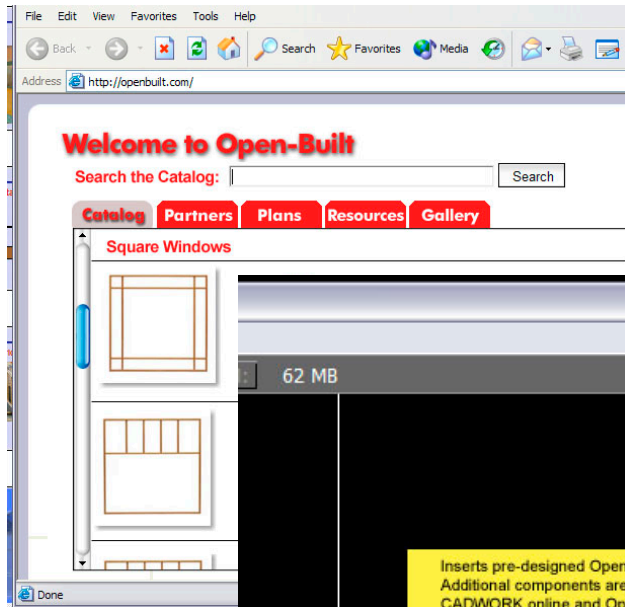 File Edit View Favorites Tools Help
Back Search Favorites Media
Address http://openbuilt.com/
Welcome to Open-Built
Search the Catalog: Search
Catalog Partners Plans Resources Gallery
Square Windows
62 MB
Inserts pre-designed Open
Additional components are
CADWORK online and Op
Done